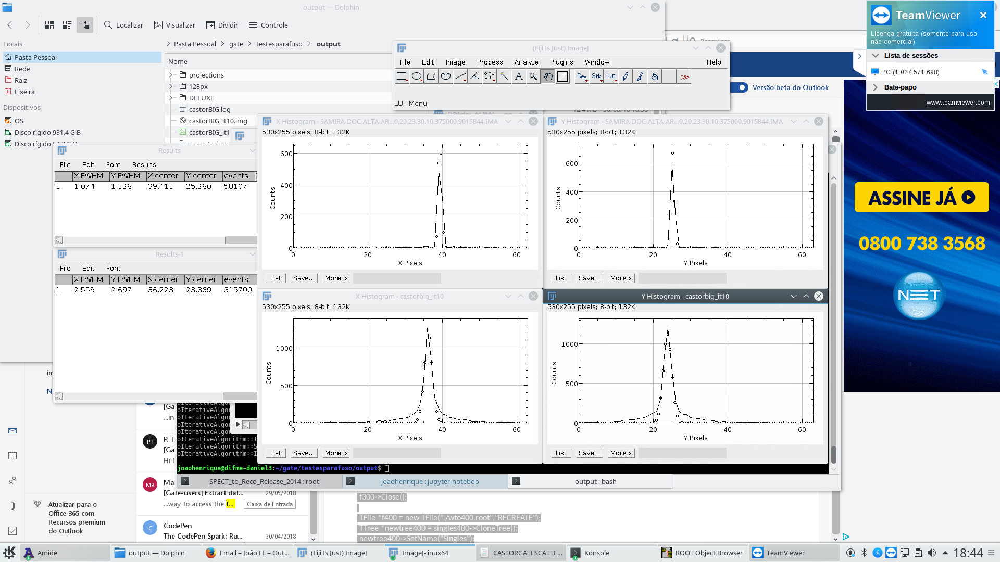 output — Dolphin
Localizar
Visualizar
Dividir
Controle
Locais
Pasta Pessoal
Rede
Raiz
Lixeira
Dispositivos
OS
Disco rígido 931,4 GiB
Disco rígido
Pasta Pessoal
gate
testesparafuso
output
Name
projections
128px
DELUXE
castorBIG.log
castorBIG_it10.img
castorBIG_it1
(Fiji Is Just) ImageJ
File Edit Image Process Analyze Plugins Window Help
Dev Stk LUT
LUT Menu
TeamViewer
Licença gratuita (somente para uso
não comercial)
Lista de sessões
PC (1 027 571 698)
Bate-papo
www.teamviewer.com
Versão beta do Outlook
Results
File Edit Font Results
X FWHM Y FWHM X center Y center events
1 1.074 1.126 39.411 25.260 58107
Results-1
File Edit Font
X FWHM Y FWHM X center Y center events
1 2.559 2.697 36.223 23.869 315700
X Histogram - SAMIRA-DOC-ALTA-AR...0.20.23.30.10.375000.9015844.IMA
530x255 pixels; 8-bit; 132K
600
400
200
0
Counts
0 20 40 60
X Pixels
List Save... More »
Y Histogram - SAMIRA-DOC-ALTA-AR...0.20.23.30.10.375000.9015844.IMA
530x255 pixels; 8-bit; 132K
600
400
200
0
Counts
0 20 40 60
Y Pixels
List Save... More »
X Histogram - castorbig_it10
530x255 pixels; 8-bit; 132K
1000
500
0
Counts
0 20 40 60
X Pixels
List Save... More »
Y Histogram - castorbig_it10
530x255 pixels; 8-bit; 132K
1000
500
0
Counts
0 20 40 60
Y Pixels
List Save... More »
ASSINE JÁ
0800 738 3568
NET
oIterativeAlgor
oIterativeAlgor
oIterativeAlgor
oIterativeAlgor
oIterativeAlgor
oIterativeAlgorithm::I
oIterativeAlgorithm::S
oIterativeAlgorithm::I
joaohenrique@difme-daniel3:~/gate/testesparafuso/output$
SPECT_to_Reco_Release_2014 : root
joaohenrique : jupyter-noteboo
output : bash
[Ga
PT
P. T.
[Ga
MR
Ma
[Gate-users] Extract dat...
29/05/2018
...way to access the t...
Caixa de Entrada
C
CodePen
The CodePen Spark: Ru...
30/04/2018
Atualizar para o
Office 365 com
Recursos premium
do Outlook
f300->Close();
TFile *f400 = new TFile("./wto400.root","RECREATE");
TTree *newtree400 = singles400->CloneTree();
newtree400->SetName("Singles");
Amide
output — Dolphin
Email – João H. – Out...
(Fiji Is Just) ImageJ
ImageJ-linux64
CASTORGATESCATTE...
Konsole
ROOT Object Browser
TeamViewer
18:44